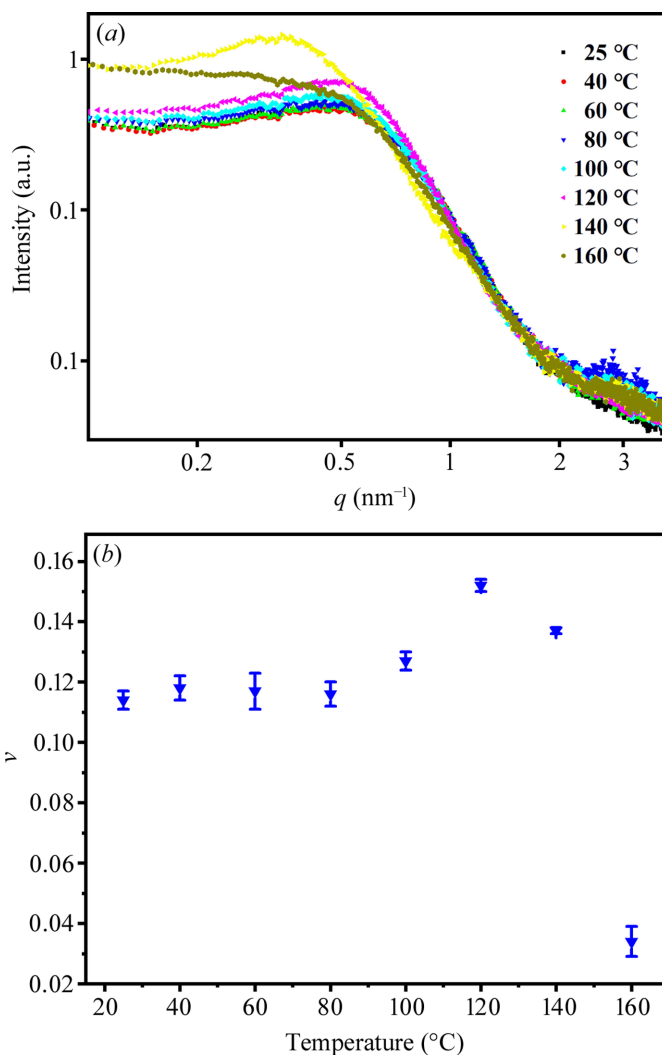 (a)
1
0.1
0.1
Intensity (a.u.)
25 °C
40 °C
60 °C
80 °C
100 °C
120 °C
140 °C
160 °C
0.2 0.5 1 2 3
q (nm⁻¹)
(b)
0.16
0.14
0.12
0.10
0.08
0.06
0.04
0.02
v
20 40 60 80 100 120 140 160
Temperature (°C)